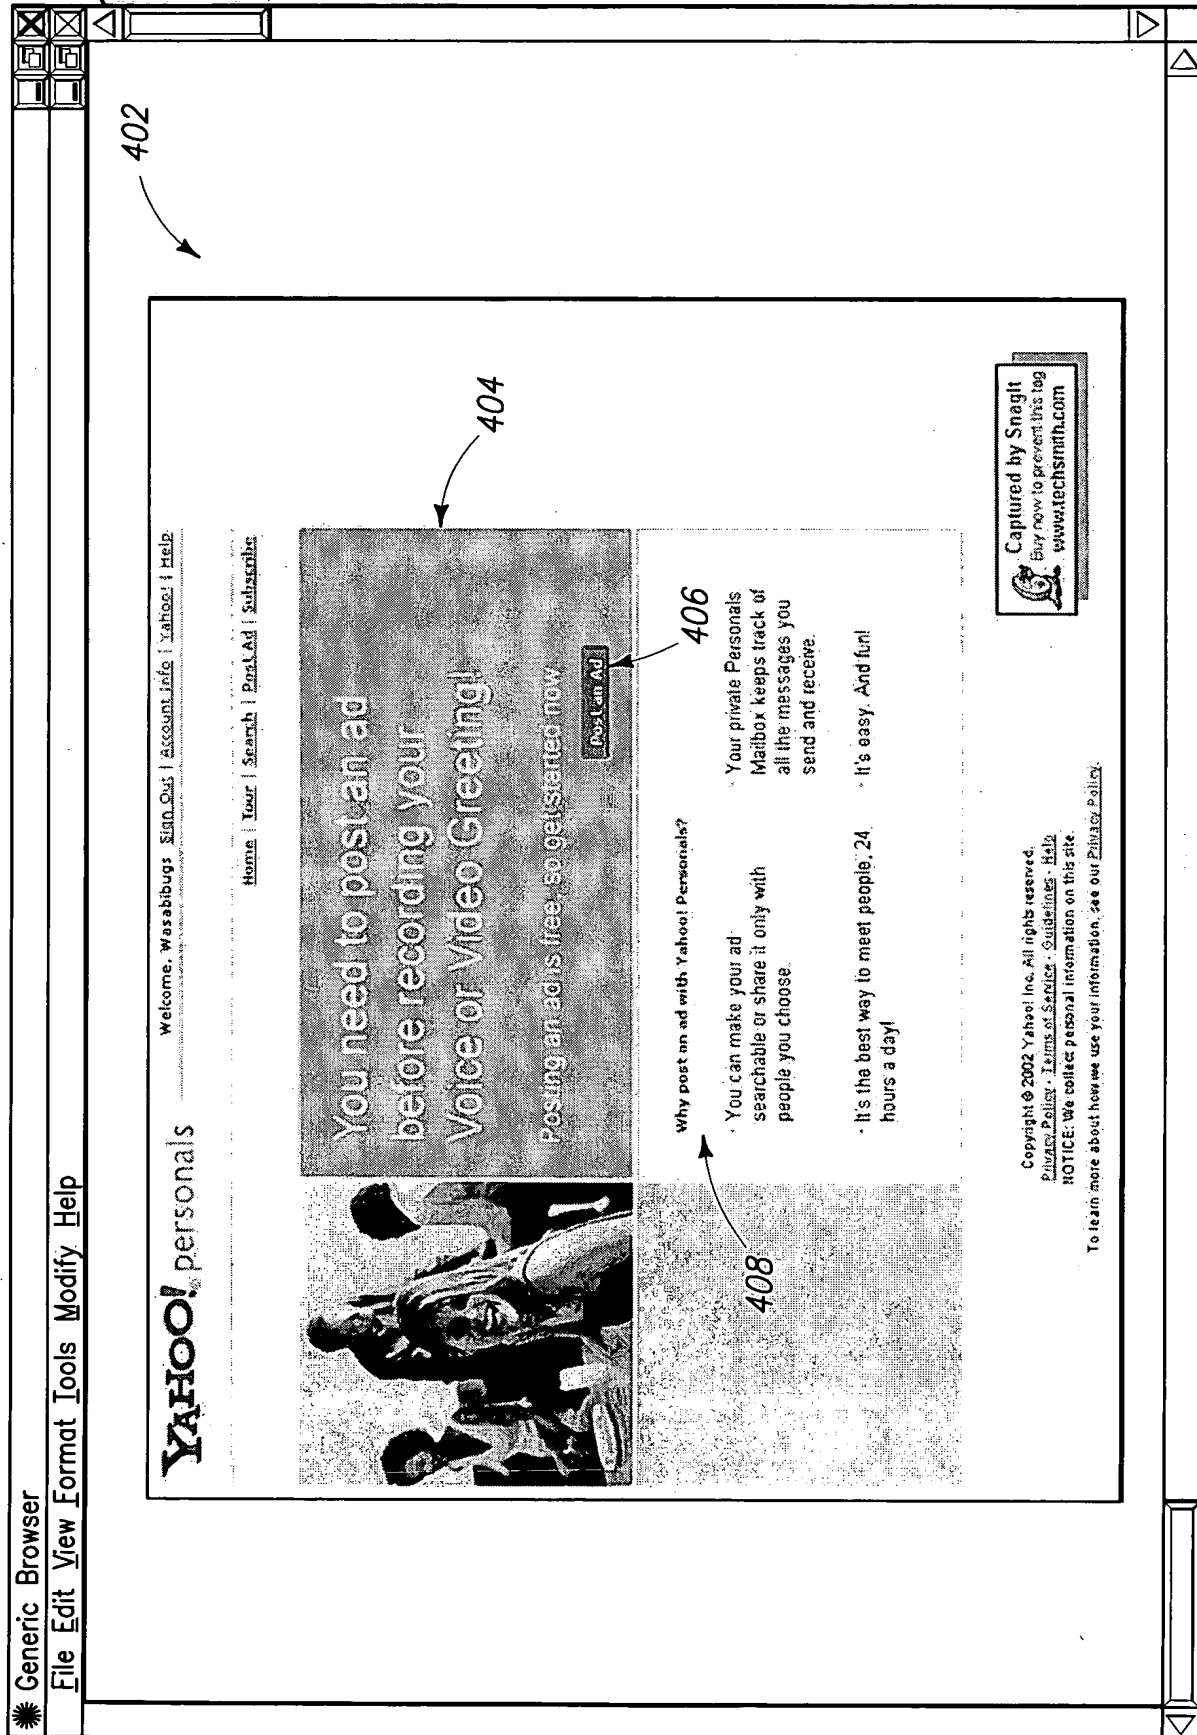 Generic Browser
File Edit View Format Tools Modify Help
402
YAHOO! personals
Welcome, Wasabibugs Sign Out | Account Info | Yahoo! | Help
Home | Tour | Search | Post Ad | Subscribe
You need to post an ad
before recording your
Voice or Video Greeting!
404
Posting an ad is free, so get started now
Post an Ad
406
408
Why post an ad with Yahoo! Personals?
· You can make your ad
searchable or share it only with
people you choose.
· Your private Personals
Mailbox keeps track of
all the messages you
send and receive.
· It's the best way to meet people, 24
hours a day!
· It's easy. And fun!
Captured by SnagIt
Buy now to prevent this tag
www.techsmith.com
Copyright © 2002 Yahoo! Inc. All rights reserved.
Privacy Policy - Terms of Service - Guidelines - Help
NOTICE: We collect personal information on this site.
To learn more about how we use your information, see our Privacy Policy.